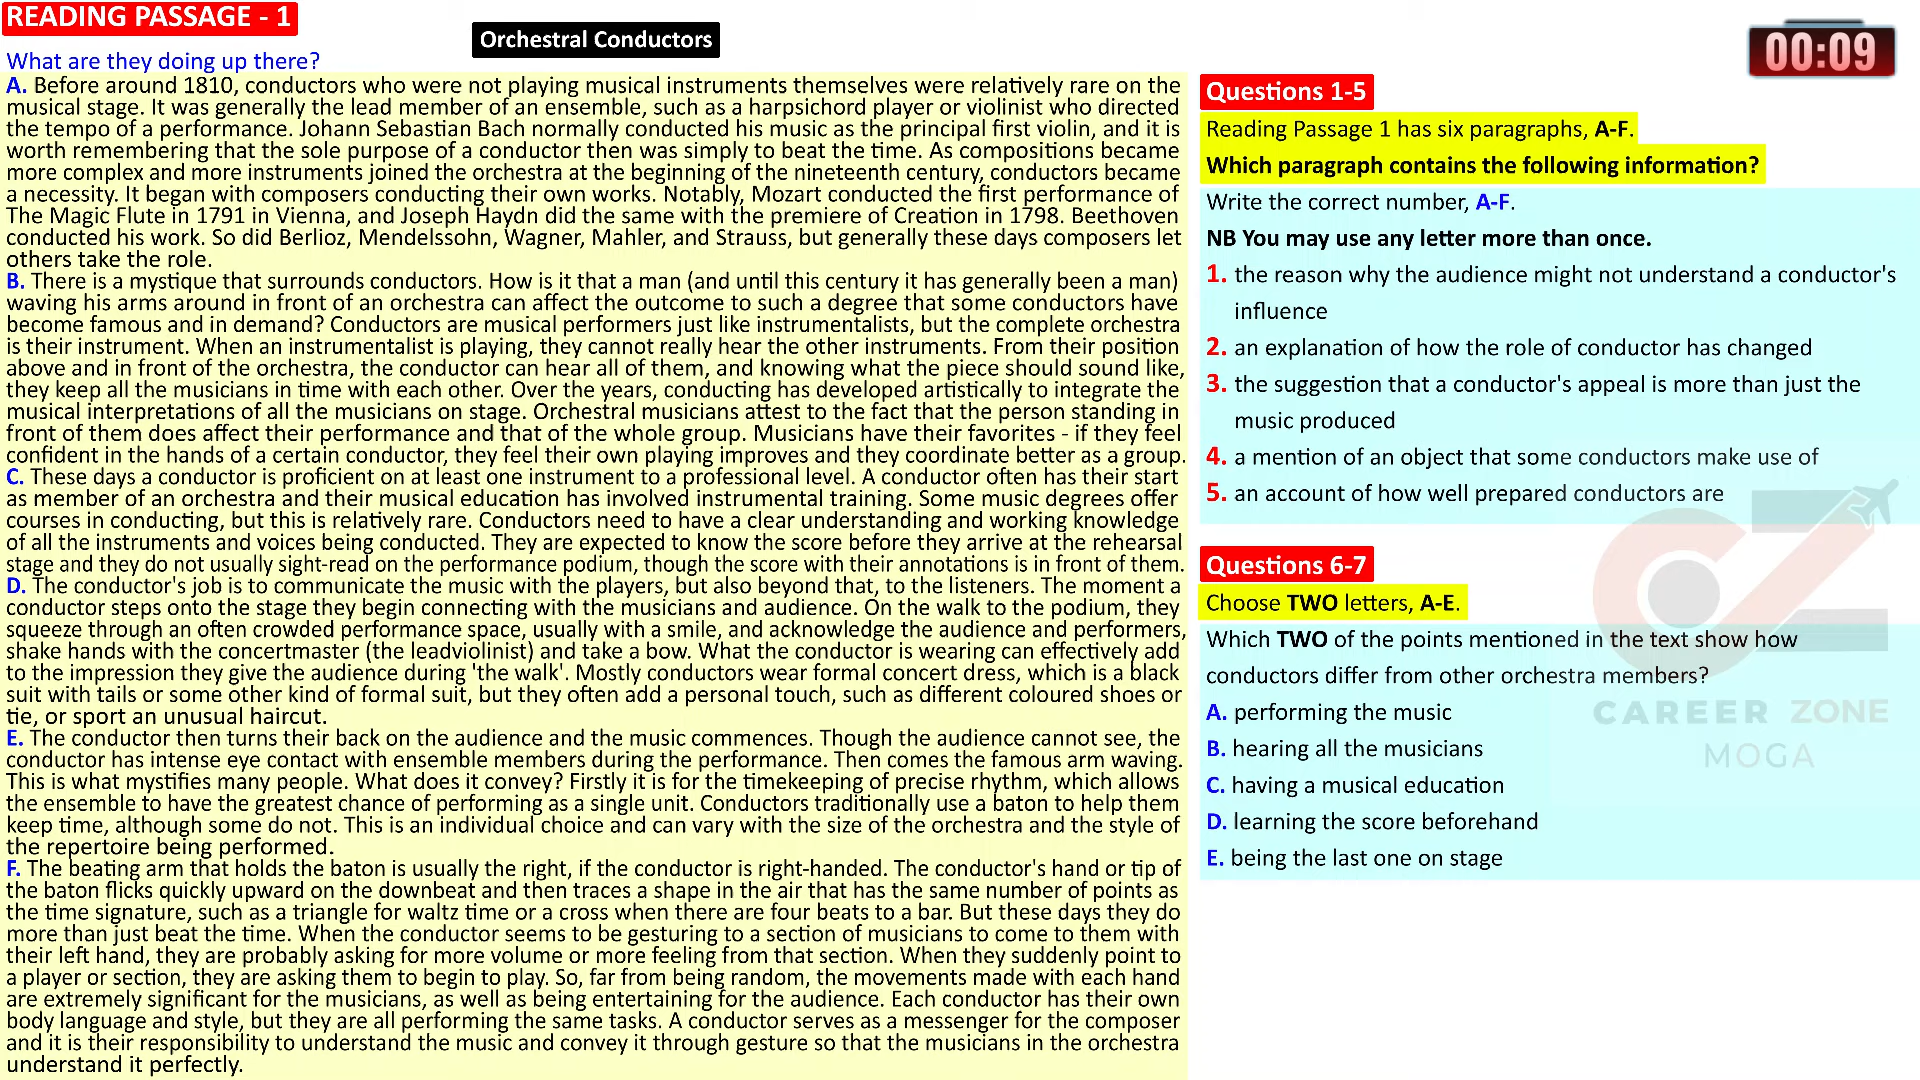 READING PASSAGE - 1
Orchestral Conductors
What are they doing up there?
A. Before around 1810, conductors who were not playing musical instruments themselves were relatively rare on the
musical stage. It was generally the lead member of an ensemble, such as a harpsichord player or violinist who directed
the tempo of a performance. Johann Sebastian Bach normally conducted his music as the principal first violin, and it is
worth remembering that the sole purpose of a conductor then was simply to beat the time. As compositions became
more complex and more instruments joined the orchestra at the beginning of the nineteenth century, conductors became
a necessity. It began with composers conducting their own works. Notably, Mozart conducted the first performance of
The Magic Flute in 1791 in Vienna, and Joseph Haydn did the same with the premiere of Creation in 1798. Beethoven
conducted his work. So did Berlioz, Mendelssohn, Wagner, Mahler, and Strauss, but generally these days composers let
others take the role.
B. There is a mystique that surrounds conductors. How is it that a man (and until this century it has generally been a man)
waving his arms around in front of an orchestra can affect the outcome to such a degree that some conductors have
become famous and in demand? Conductors are musical performers just like instrumentalists, but the complete orchestra
is their instrument. When an instrumentalist is playing, they cannot really hear the other instruments. From their position
above and in front of the orchestra, the conductor can hear all of them, and knowing what the piece should sound like,
they keep all the musicians in time with each other. Over the years, conducting has developed artistically to integrate the
musical interpretations of all the musicians on stage. Orchestral musicians attest to the fact that the person standing in
front of them does affect their performance and that of the whole group. Musicians have their favorites - if they feel
confident in the hands of a certain conductor, they feel their own playing improves and they coordinate better as a group.
C. These days a conductor is proficient on at least one instrument to a professional level. A conductor often has their start
as member of an orchestra and their musical education has involved instrumental training. Some music degrees offer
courses in conducting, but this is relatively rare. Conductors need to have a clear understanding and working knowledge
of all the instruments and voices being conducted. They are expected to know the score before they arrive at the rehearsal
stage and they do not usually sight-read on the performance podium, though the score with their annotations is in front of them.
D. The conductor's job is to communicate the music with the players, but also beyond that, to the listeners. The moment a
conductor steps onto the stage they begin connecting with the musicians and audience. On the walk to the podium, they
squeeze through an often crowded performance space, usually with a smile, and acknowledge the audience and performers,
shake hands with the concertmaster (the leadviolinist) and take a bow. What the conductor is wearing can effectively add
to the impression they give the audience during 'the walk'. Mostly conductors wear formal concert dress, which is a black
suit with tails or some other kind of formal suit, but they often add a personal touch, such as different coloured shoes or
tie, or sport an unusual haircut.
E. The conductor then turns their back on the audience and the music commences. Though the audience cannot see, the
conductor has intense eye contact with ensemble members during the performance. Then comes the famous arm waving.
This is what mystifies many people. What does it convey? Firstly it is for the timekeeping of precise rhythm, which allows
the ensemble to have the greatest chance of performing as a single unit. Conductors traditionally use a baton to help them
keep time, although some do not. This is an individual choice and can vary with the size of the orchestra and the style of
the repertoire being performed.
F. The beating arm that holds the baton is usually the right, if the conductor is right-handed. The conductor's hand or tip of
the baton flicks quickly upward on the downbeat and then traces a shape in the air that has the same number of points as
the time signature, such as a triangle for waltz time or a cross when there are four beats to a bar. But these days they do
more than just beat the time. When the conductor seems to be gesturing to a section of musicians to come to them with
their left hand, they are probably asking for more volume or more feeling from that section. When they suddenly point to
a player or section, they are asking them to begin to play. So, far from being random, the movements made with each hand
are extremely significant for the musicians, as well as being entertaining for the audience. Each conductor has their own
body language and style, but they are all performing the same tasks. A conductor serves as a messenger for the composer
and it is their responsibility to understand the music and convey it through gesture so that the musicians in the orchestra
understand it perfectly.
00:09
Questions 1-5
Reading Passage 1 has six paragraphs, A-F.
Which paragraph contains the following information?
Write the correct number, A-F.
NB You may use any letter more than once.
1. the reason why the audience might not understand a conductor's
influence
2. an explanation of how the role of conductor has changed
3. the suggestion that a conductor's appeal is more than just the
music produced
4. a mention of an object that some conductors make use of
5. an account of how well prepared conductors are
Questions 6-7
Choose TWO letters, A-E.
Which TWO of the points mentioned in the text show how
conductors differ from other orchestra members?
A. performing the music
B. hearing all the musicians
C. having a musical education
D. learning the score beforehand
E. being the last one on stage
CAREER ZONE
MOGA